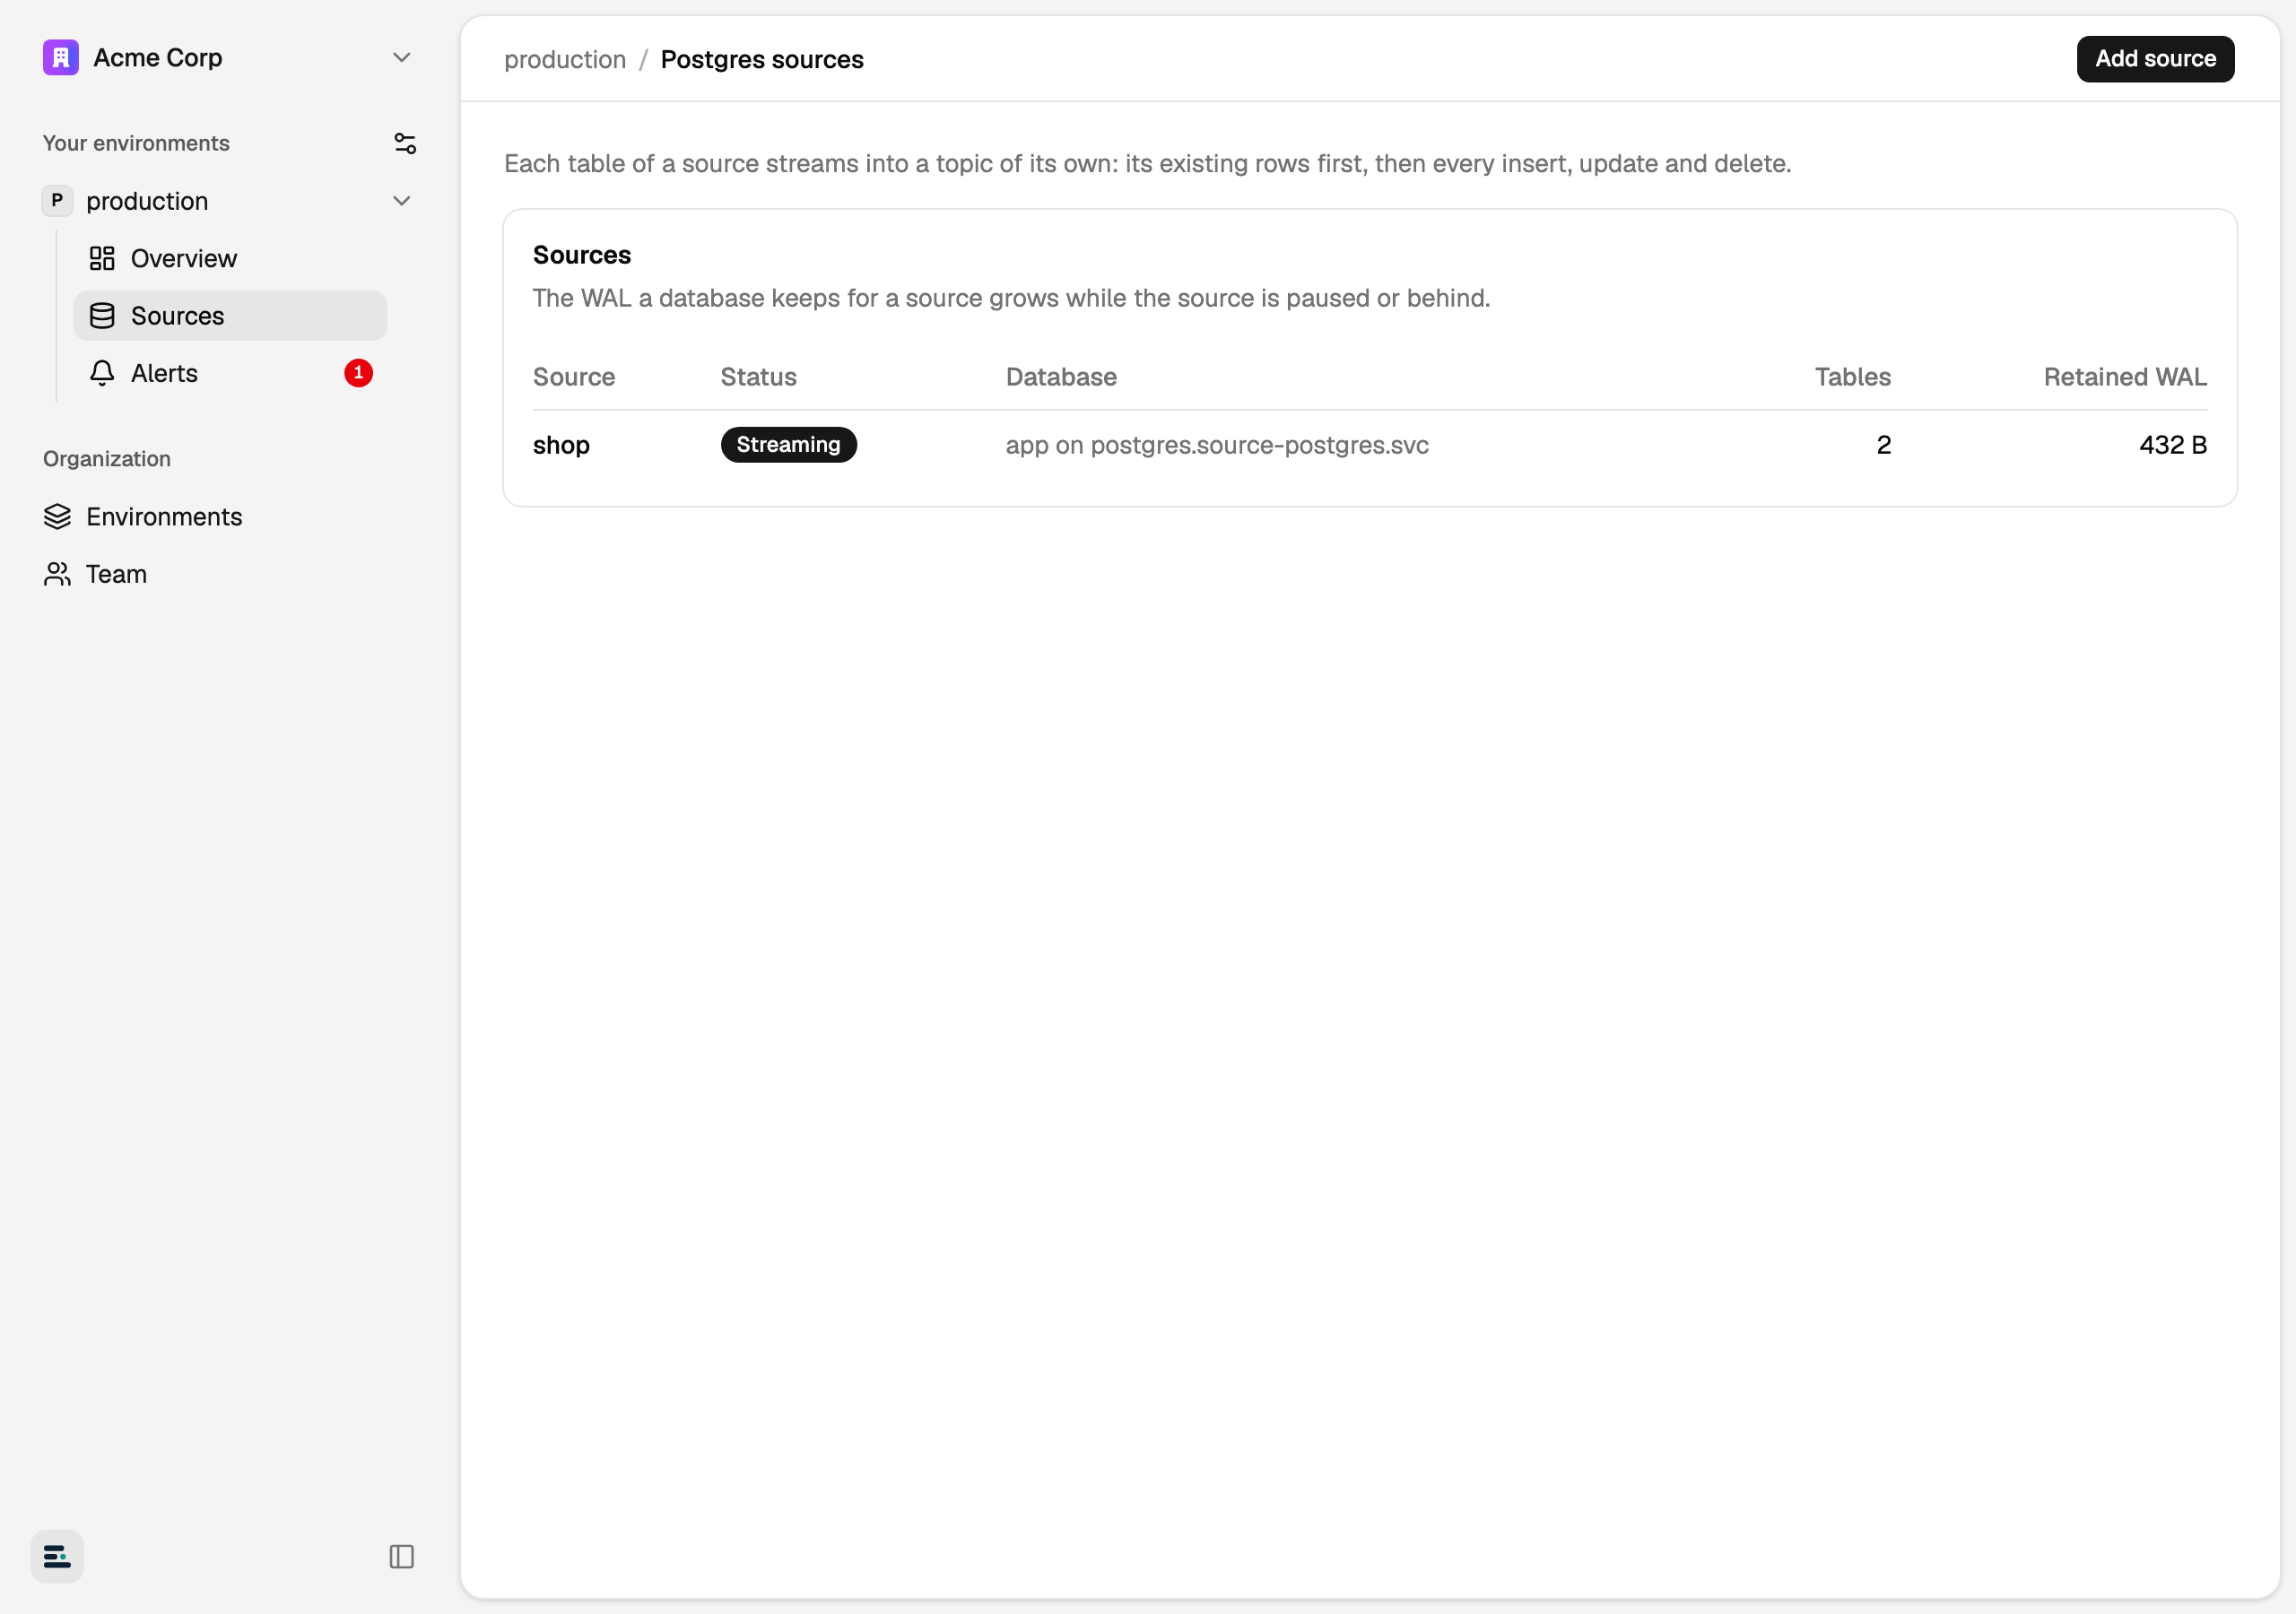 Acme Corp
Your environments
P production
Overview
Sources
Alerts 1
Organization
Environments
Team
production / Postgres sources
Add source
Each table of a source streams into a topic of its own: its existing rows first, then every insert, update and delete.
Sources
The WAL a database keeps for a source grows while the source is paused or behind.
Source Status Database Tables Retained WAL
shop Streaming app on postgres.source-postgres.svc 2 432 B